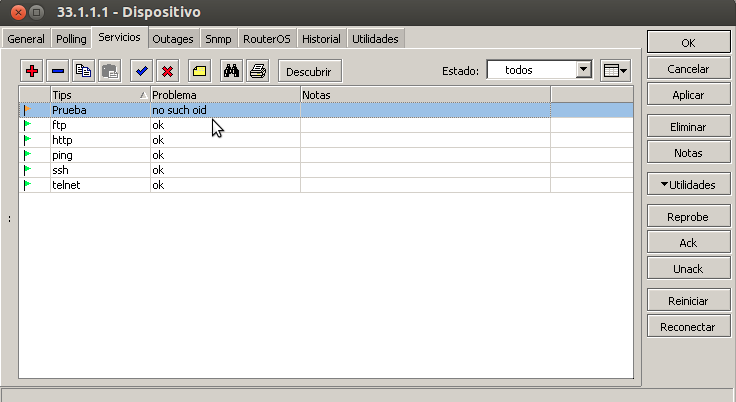 33.1.1.1 - Dispositivo
General Polling Servicios Outages Snmp RouterOS Historial Utilidades
Descubrir Estado: todos
Tips Problema Notas
Prueba no such oid
ftp ok
http ok
ping ok
ssh ok
telnet ok
OK
Cancelar
Aplicar
Eliminar
Notas
Utilidades
Reprobe
Ack
Unack
Reiniciar
Reconectar